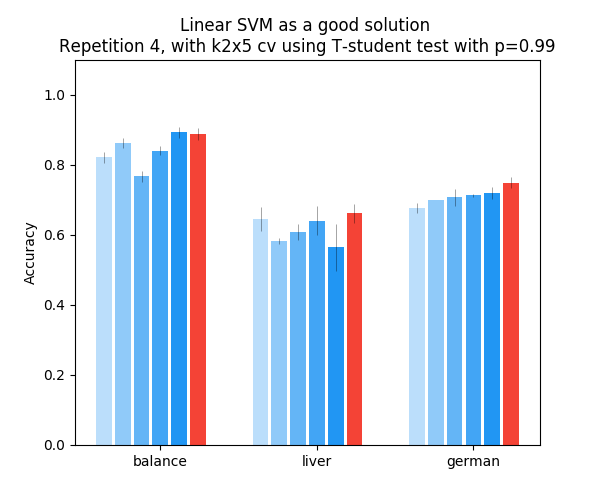 Linear SVM as a good solution
Repetition 4, with k2x5 cv using T-student test with p=0.99
1.0
0.8
0.6
0.4
0.2
0.0
Accuracy
balance
liver
german